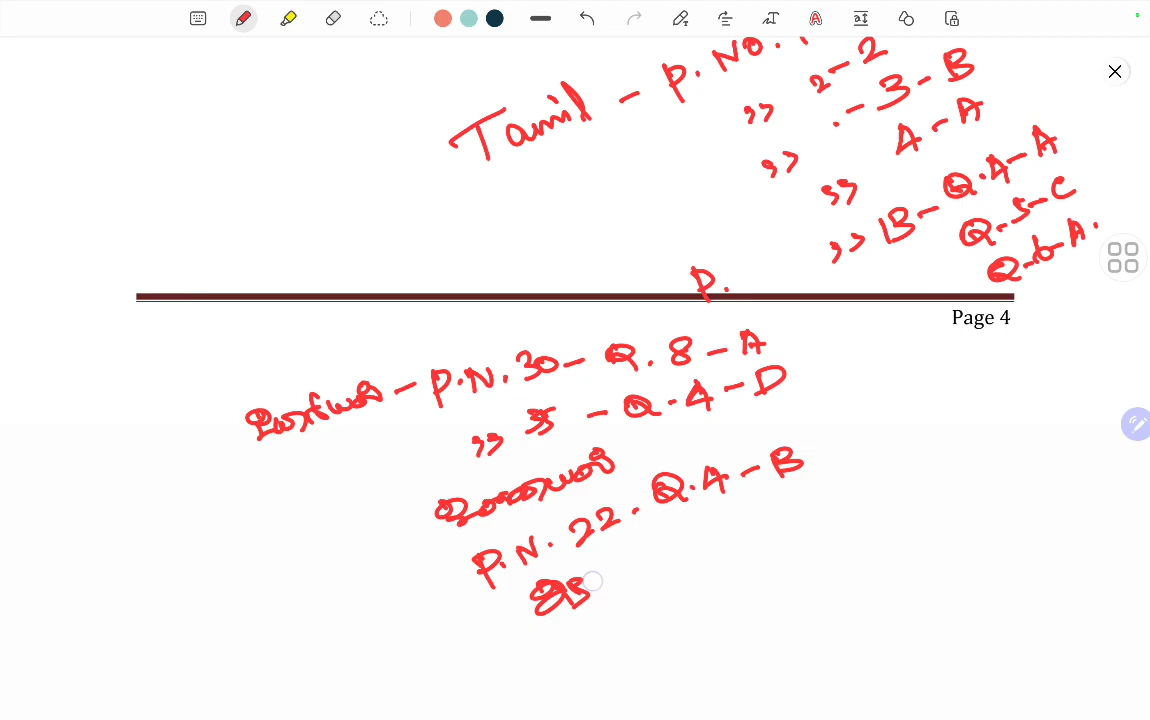 Tamil - P. No.
,, 2 - 2
,, - 3 - B
,, 4 - A
,, 13 - Q. 4 - A
Q - 5 - C
Q - 6 - A.
P.
Page 4
- P. N. 30 - Q. 8 - A
,, 35 - Q. 4 - D
P. N. 22. Q. 4 - B